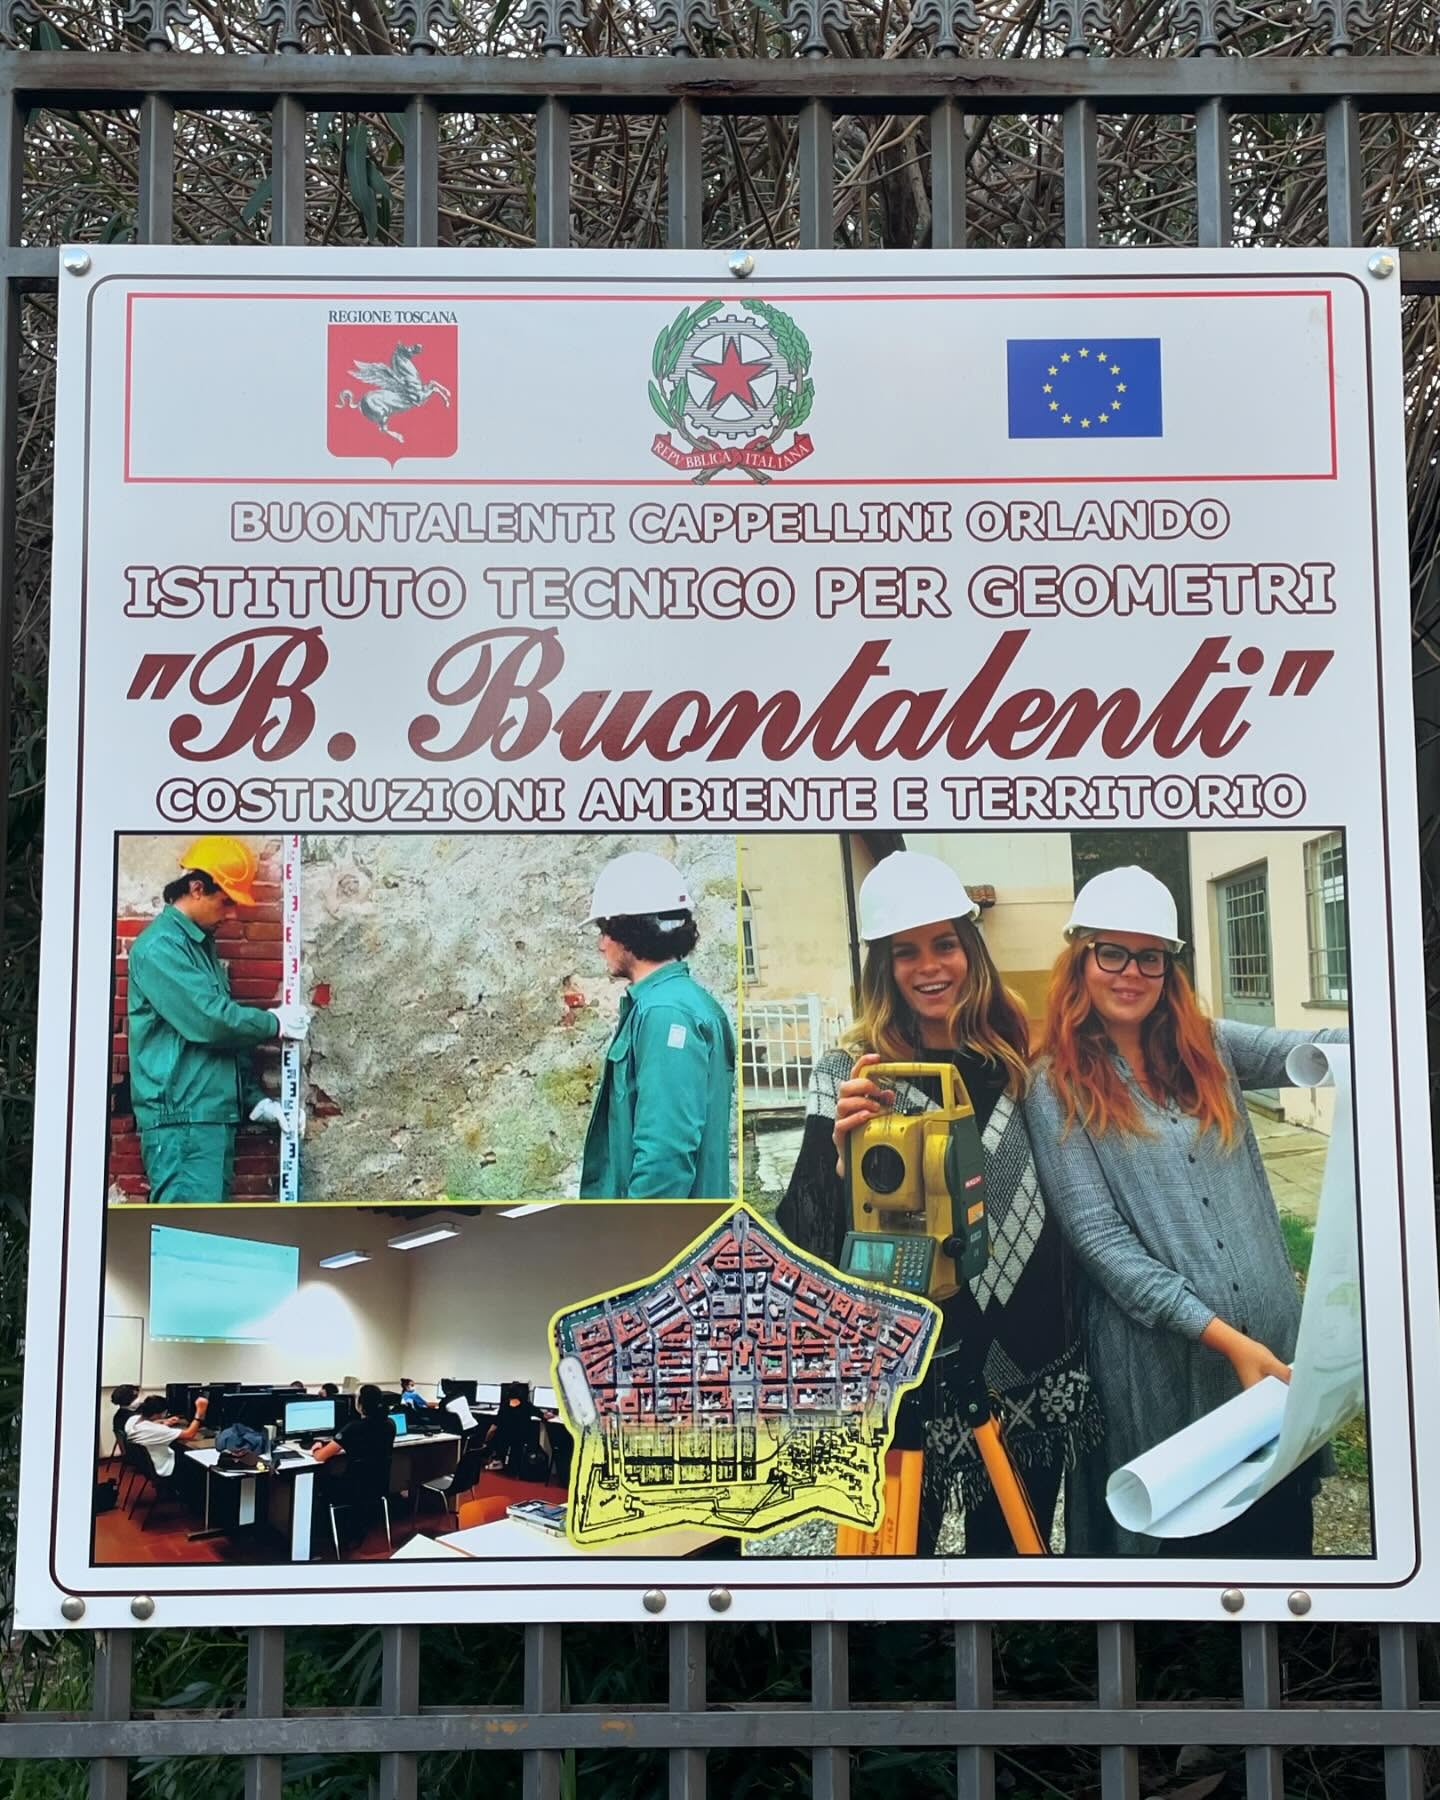 REGIONE TOSCANA
REPVBBLICA ITALIANA
BUONTALENTI CAPPELLINI ORLANDO
ISTITUTO TECNICO PER GEOMETRI
"B. Buontalenti"
COSTRUZIONI AMBIENTE E TERRITORIO